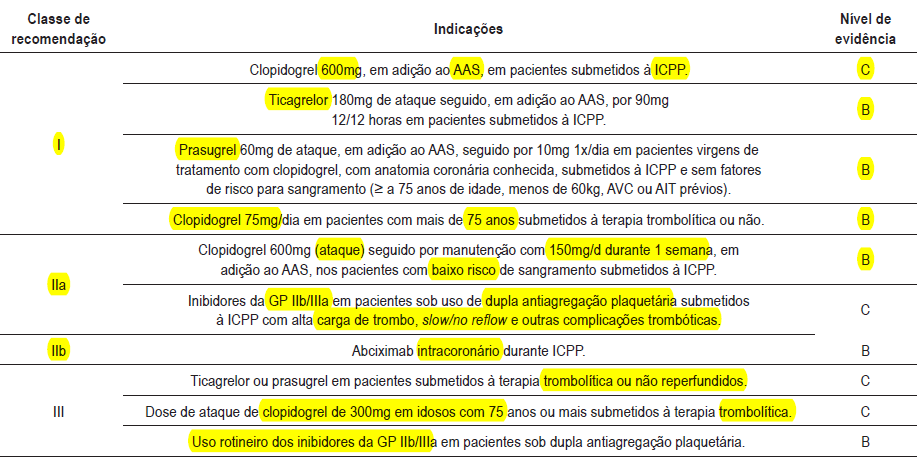 Classe de
recomendação
Indicações
Nível de
evidência
I
Clopidogrel 600mg, em adição ao AAS, em pacientes submetidos à ICPP.
C
Ticagrelor 180mg de ataque seguido, em adição ao AAS, por 90mg
12/12 horas em pacientes submetidos à ICPP.
B
Prasugrel 60mg de ataque, em adição ao AAS, seguido por 10mg 1x/dia em pacientes virgens de
tratamento com clopidogrel, com anatomia coronária conhecida, submetidos à ICPP e sem fatores
de risco para sangramento (≥ a 75 anos de idade, menos de 60kg, AVC ou AIT prévios).
B
Clopidogrel 75mg/dia em pacientes com mais de 75 anos submetidos à terapia trombolítica ou não.
B
IIa
Clopidogrel 600mg (ataque) seguido por manutenção com 150mg/d durante 1 semana, em
adição ao AAS, nos pacientes com baixo risco de sangramento submetidos à ICPP.
B
Inibidores da GP IIb/IIIa em pacientes sob uso de dupla antiagregação plaquetária submetidos
à ICPP com alta carga de trombo, slow/no reflow e outras complicações trombóticas.
C
IIb
Abciximab intracoronário durante ICPP.
B
III
Ticagrelor ou prasugrel em pacientes submetidos à terapia trombolítica ou não reperfundidos.
C
Dose de ataque de clopidogrel de 300mg em idosos com 75 anos ou mais submetidos à terapia trombolítica.
C
Uso rotineiro dos inibidores da GP IIb/IIIa em pacientes sob dupla antiagregação plaquetária.
B